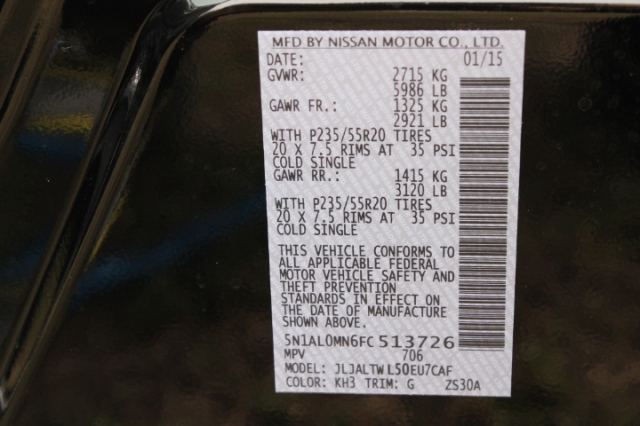 MFD BY NISSAN MOTOR CO., LTD.
DATE: 01/15
GVWR: 2715 KG
5986 LB
GAWR FR.: 1325 KG
2921 LB
WITH P235/55R20 TIRES
20 X 7.5 RIMS AT 35 PSI
COLD SINGLE
GAWR RR.: 1415 KG
3120 LB
WITH P235/55R20 TIRES
20 X 7.5 RIMS AT 35 PSI
COLD SINGLE
THIS VEHICLE CONFORMS TO
ALL APPLICABLE FEDERAL
MOTOR VEHICLE SAFETY AND
THEFT PREVENTION
STANDARDS IN EFFECT ON
THE DATE OF MANUFACTURE
SHOWN ABOVE.
5N1AL0MN6FC513726
MPV 706
MODEL: JLJALTWL50EU7CAF
COLOR: KH3 TRIM: G ZS30A